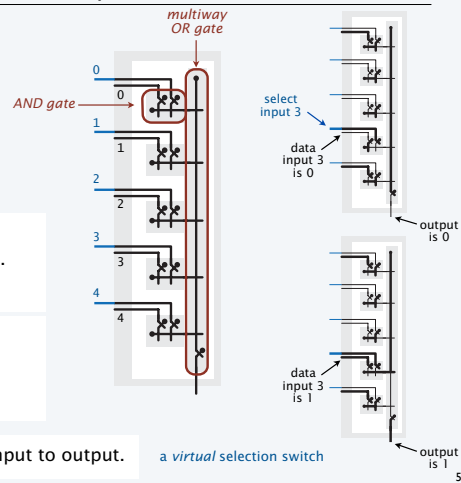 multiway
OR gate
AND gate
0
0
1
1
2
2
3
3
4
4
select
input 3
data
input 3
is 0
output
is 0
data
input 3
is 1
output
is 1
.
nput to output.
a virtual selection switch
5